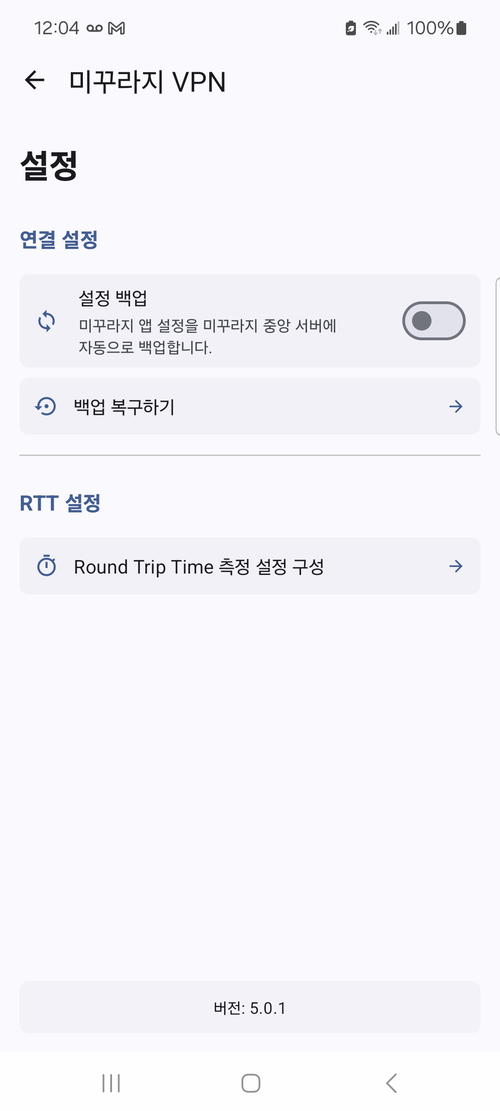 12:04 100%
미꾸라지 VPN
설정
연결 설정
설정 백업
미꾸라지 앱 설정을 미꾸라지 중앙 서버에
자동으로 백업합니다.
백업 복구하기
RTT 설정
Round Trip Time 측정 설정 구성
버전: 5.0.1